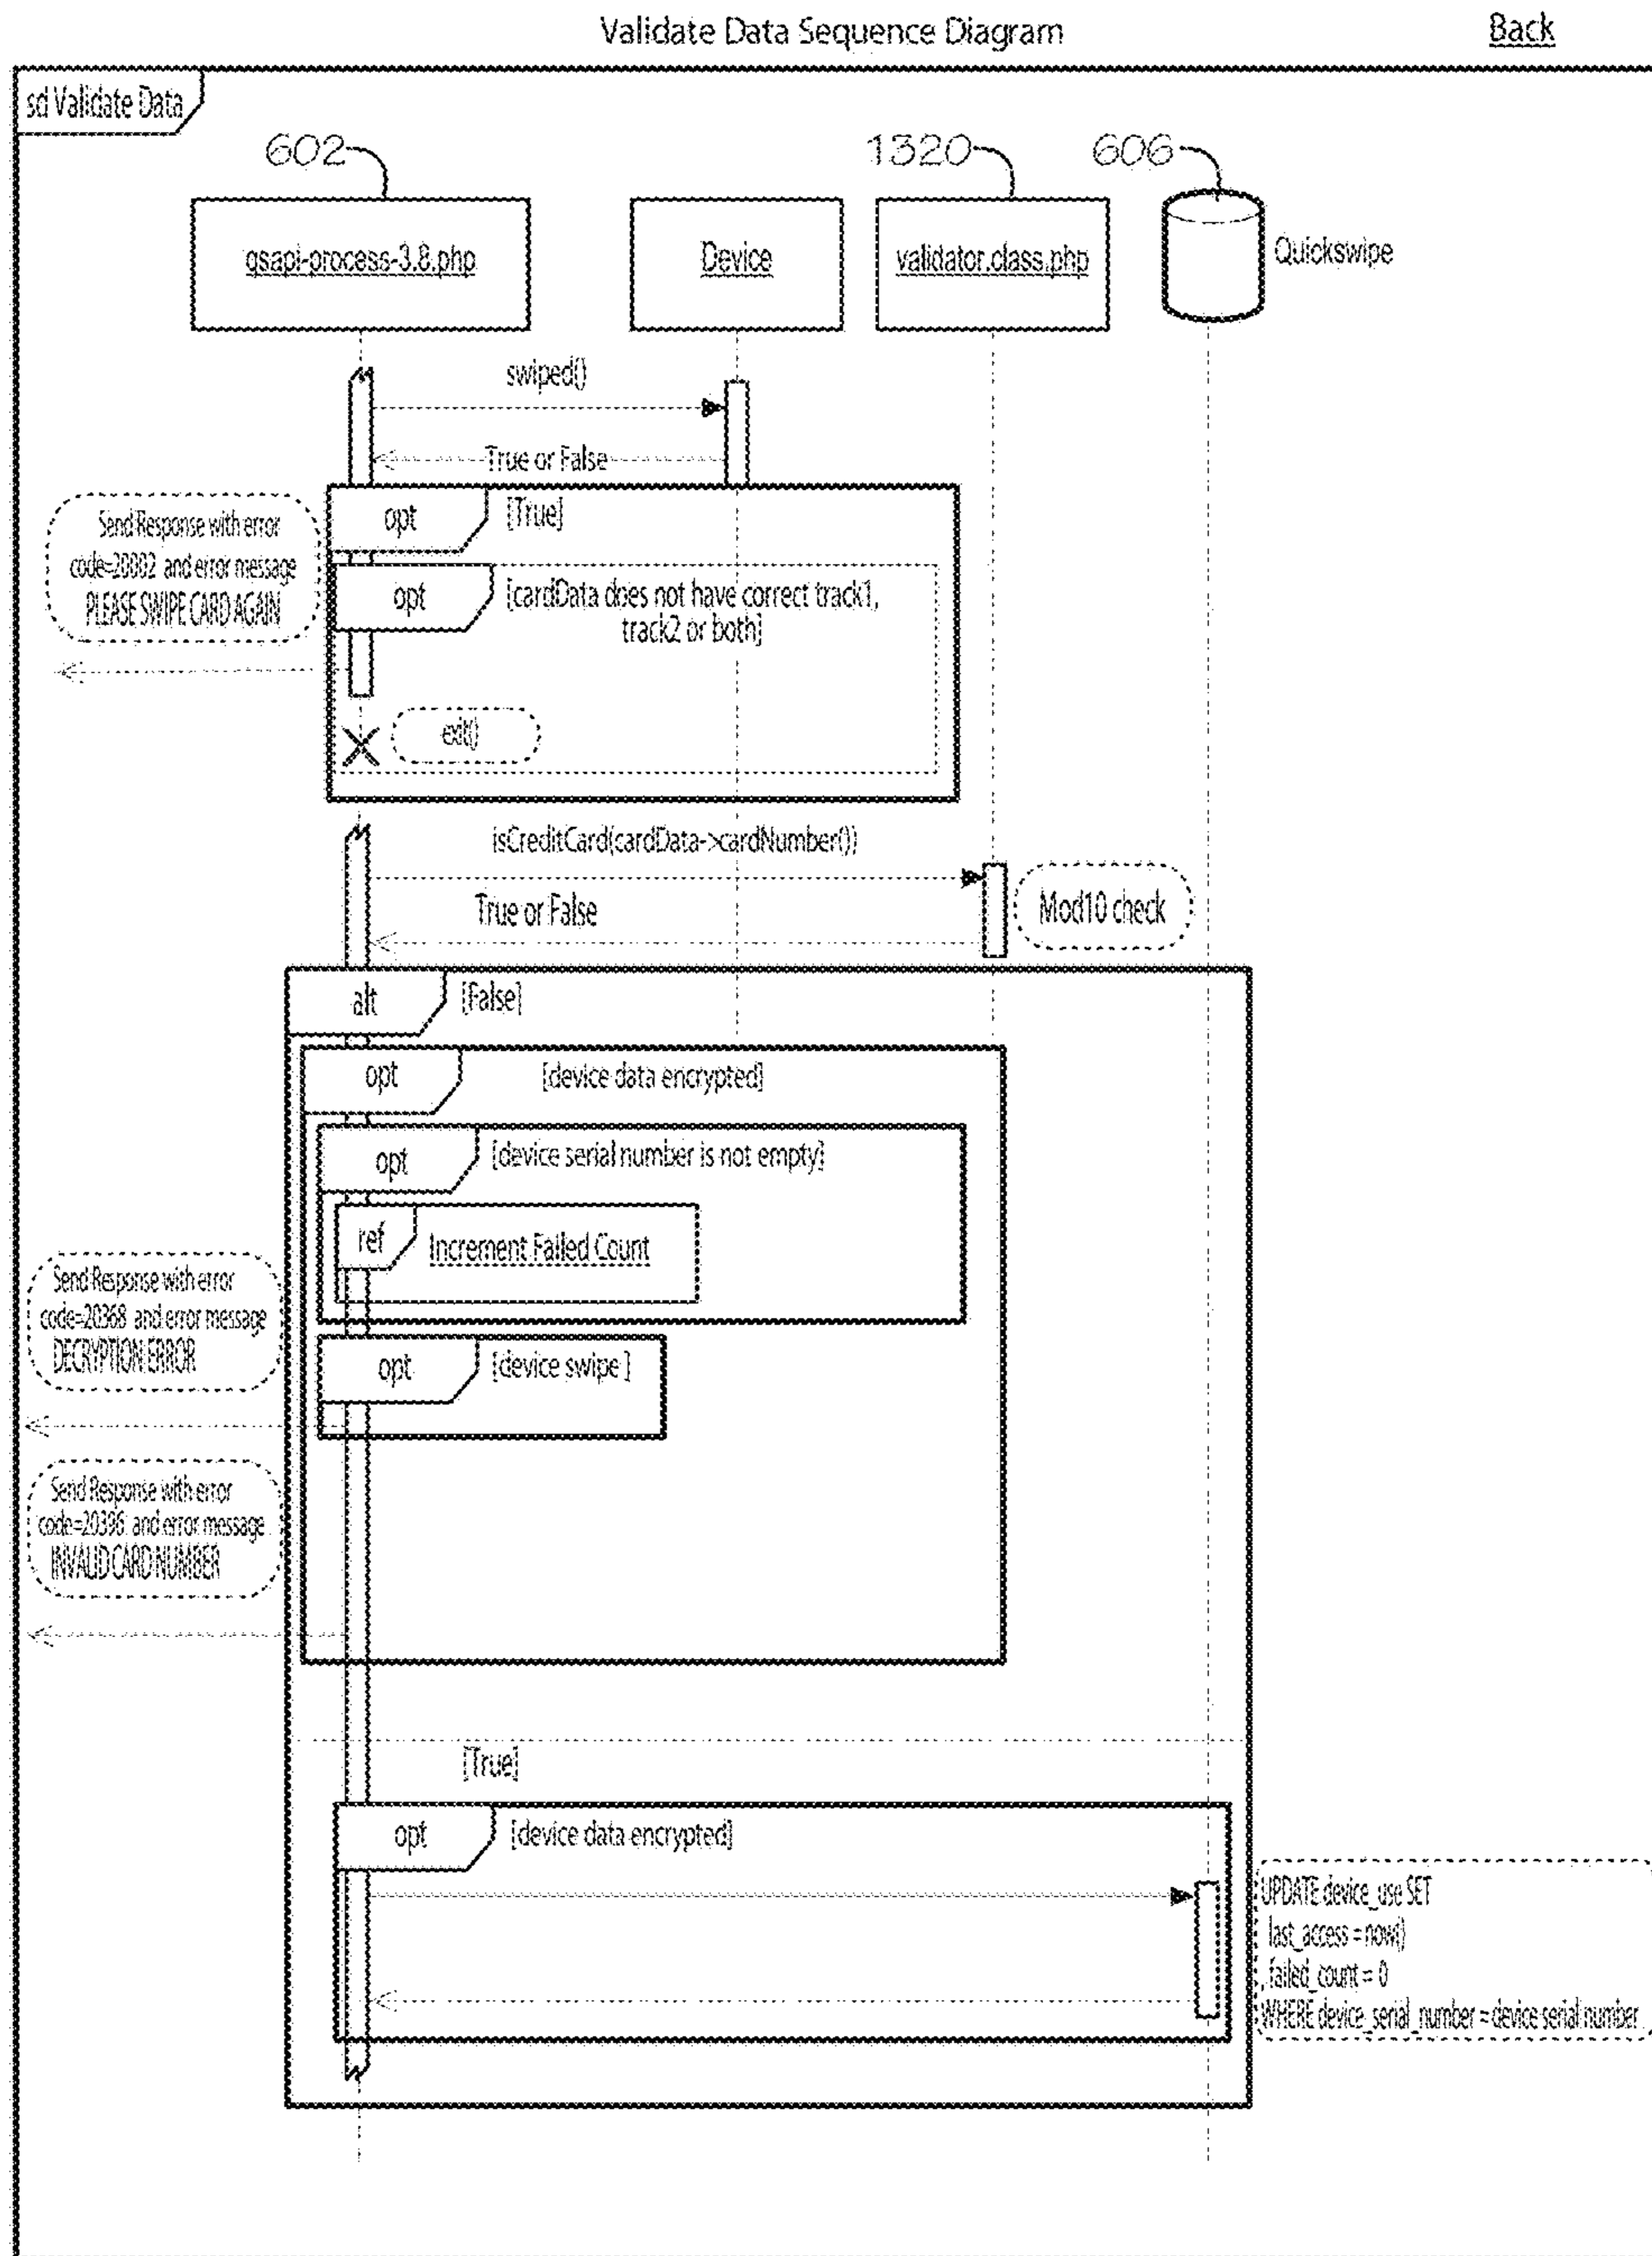 Validate Data Sequence Diagram
Back
sd Validate Data
602
1320
606
qsapi-process-3.8.php
Device
validator.class.php
Quickswipe
swiped()
True or False
opt
[True]
Send Response with error
and error message
PLEASE SWIPE CARD AGAIN
opt
[cardData does not have correct track1,
track2 or both]
exit()
isCreditCard(cardData->cardNumber())
True or False
Mod10 check
alt
[False]
opt
[device data encrypted]
opt
[device serial number is not empty]
ref
Increment Failed Count
Send Response with error
code=20368 and error message
DECRYPTION ERROR
opt
[device swipe ]
Send Response with error
and error message
INVALID CARD NUMBER
[True]
opt
[device data encrypted]
UPDATE device_use SET
last_access = now()
, failed_count = 0
WHERE device_serial_number = device serial number